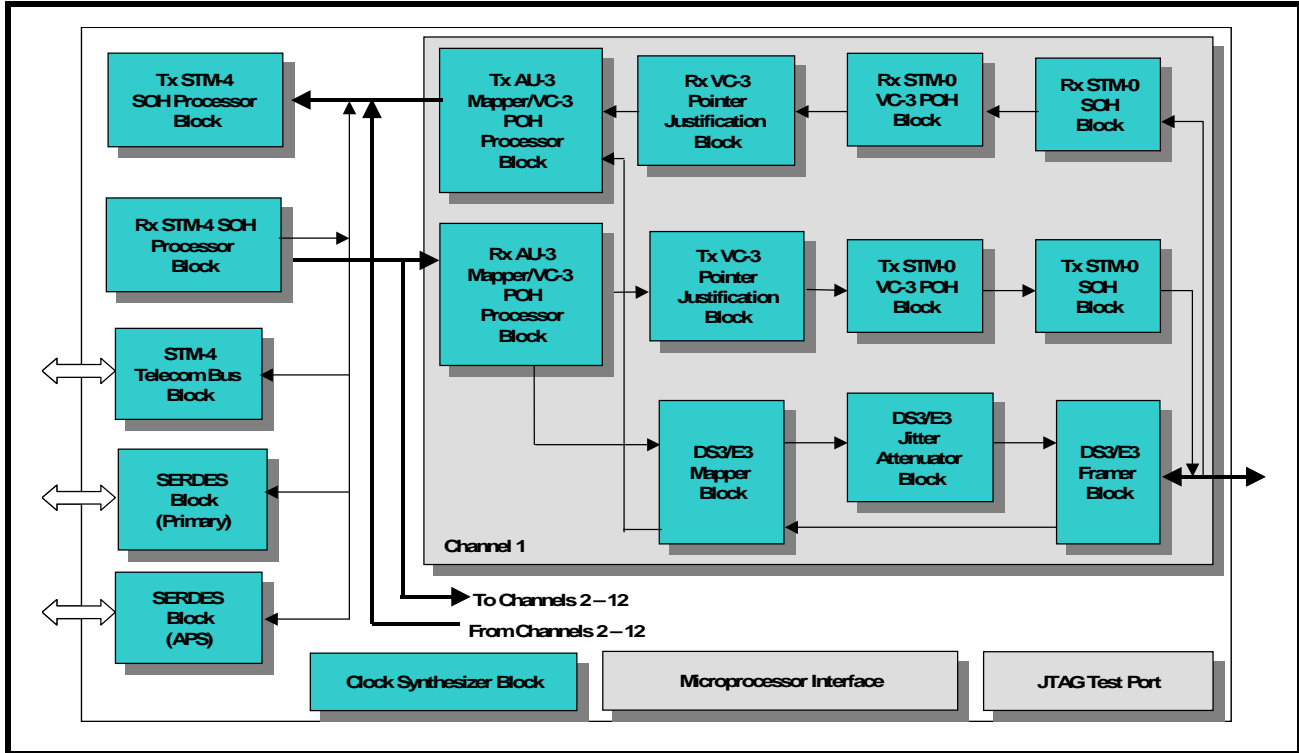 Tx STM-4
SOH Processor
Block
Tx AU-3
Mapper/VC-3
POH
Processor
Block
Rx VC-3
Pointer
Justification
Block
Rx STM-0
VC-3 POH
Block
Rx STM-0
SOH
Block
Rx STM-4 SOH
Processor
Block
Rx AU-3
Mapper/VC-3
POH
Processor
Block
Tx VC-3
Pointer
Justification
Block
Tx STM-0
VC-3 POH
Block
Tx STM-0
SOH
Block
STM-4
Telecom Bus
Block
DS3/E3
Mapper
Block
DS3/E3
Jitter
Attenuator
Block
DS3/E3
Framer
Block
SERDES
Block
(Primary)
Channel 1
SERDES
Block
(APS)
To Channels 2 – 12
From Channels 2 – 12
Clock Synthesizer Block
Microprocessor Interface
JTAG Test Port